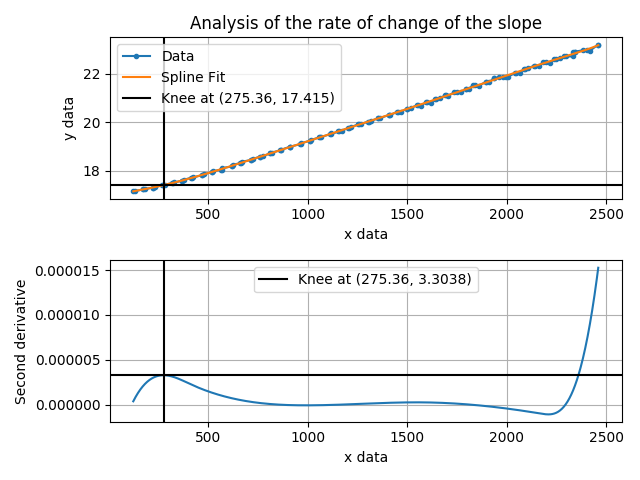 Analysis of the rate of change of the slope
Data
Spline Fit
Knee at (275.36, 17.415)
y data
22
20
18
500
1000
1500
2000
2500
x data
Knee at (275.36, 3.3038)
Second derivative
0.000015
0.000010
0.000005
0.000000
500
1000
1500
2000
2500
x data